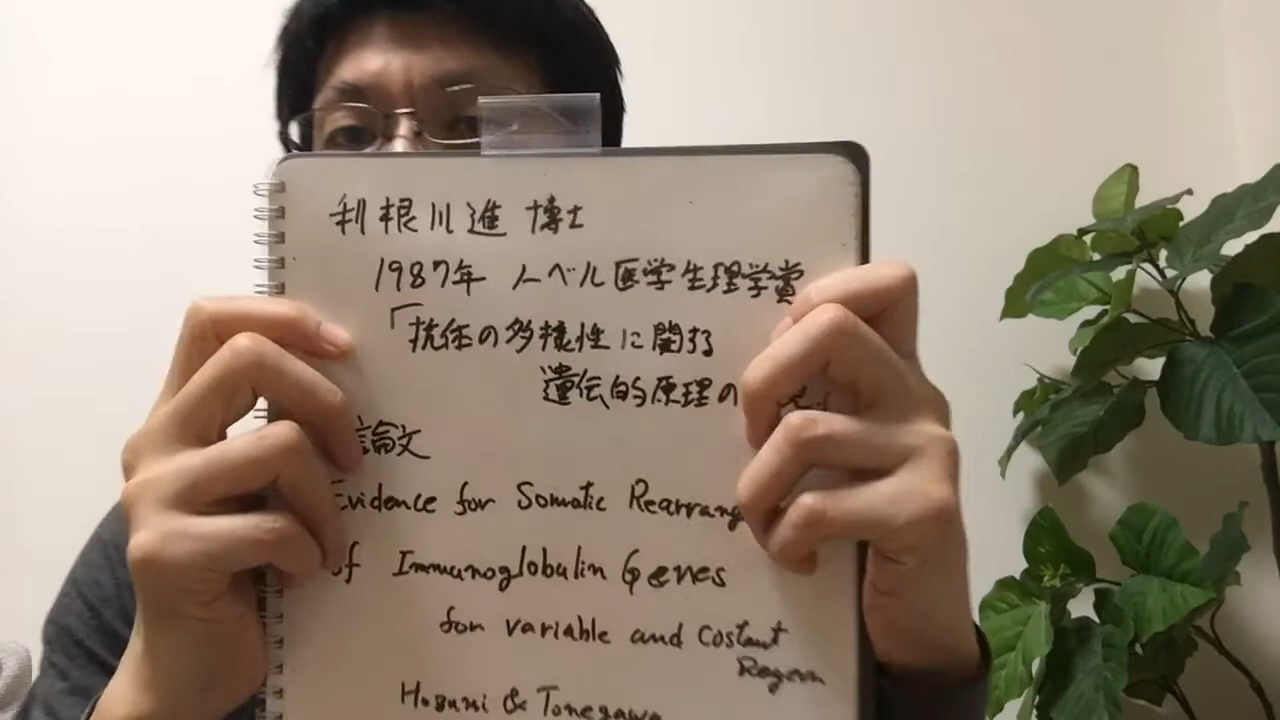 利根川進 博士
1987年 ノーベル医学生理学賞
「抗体の多様性に関する
遺伝的原理の
論文
Evidence for Somatic Rearrang
of Immunoglobulin Genes
for variable and Costant
Region
Hozumi & Tonegawa